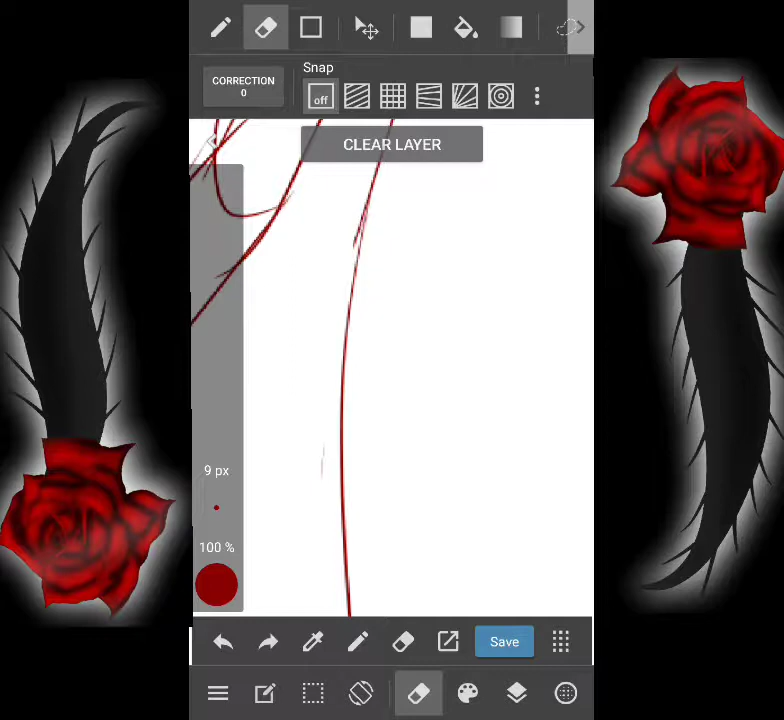 Snap
CORRECTION
0
off
CLEAR LAYER
9 px
100 %
Save